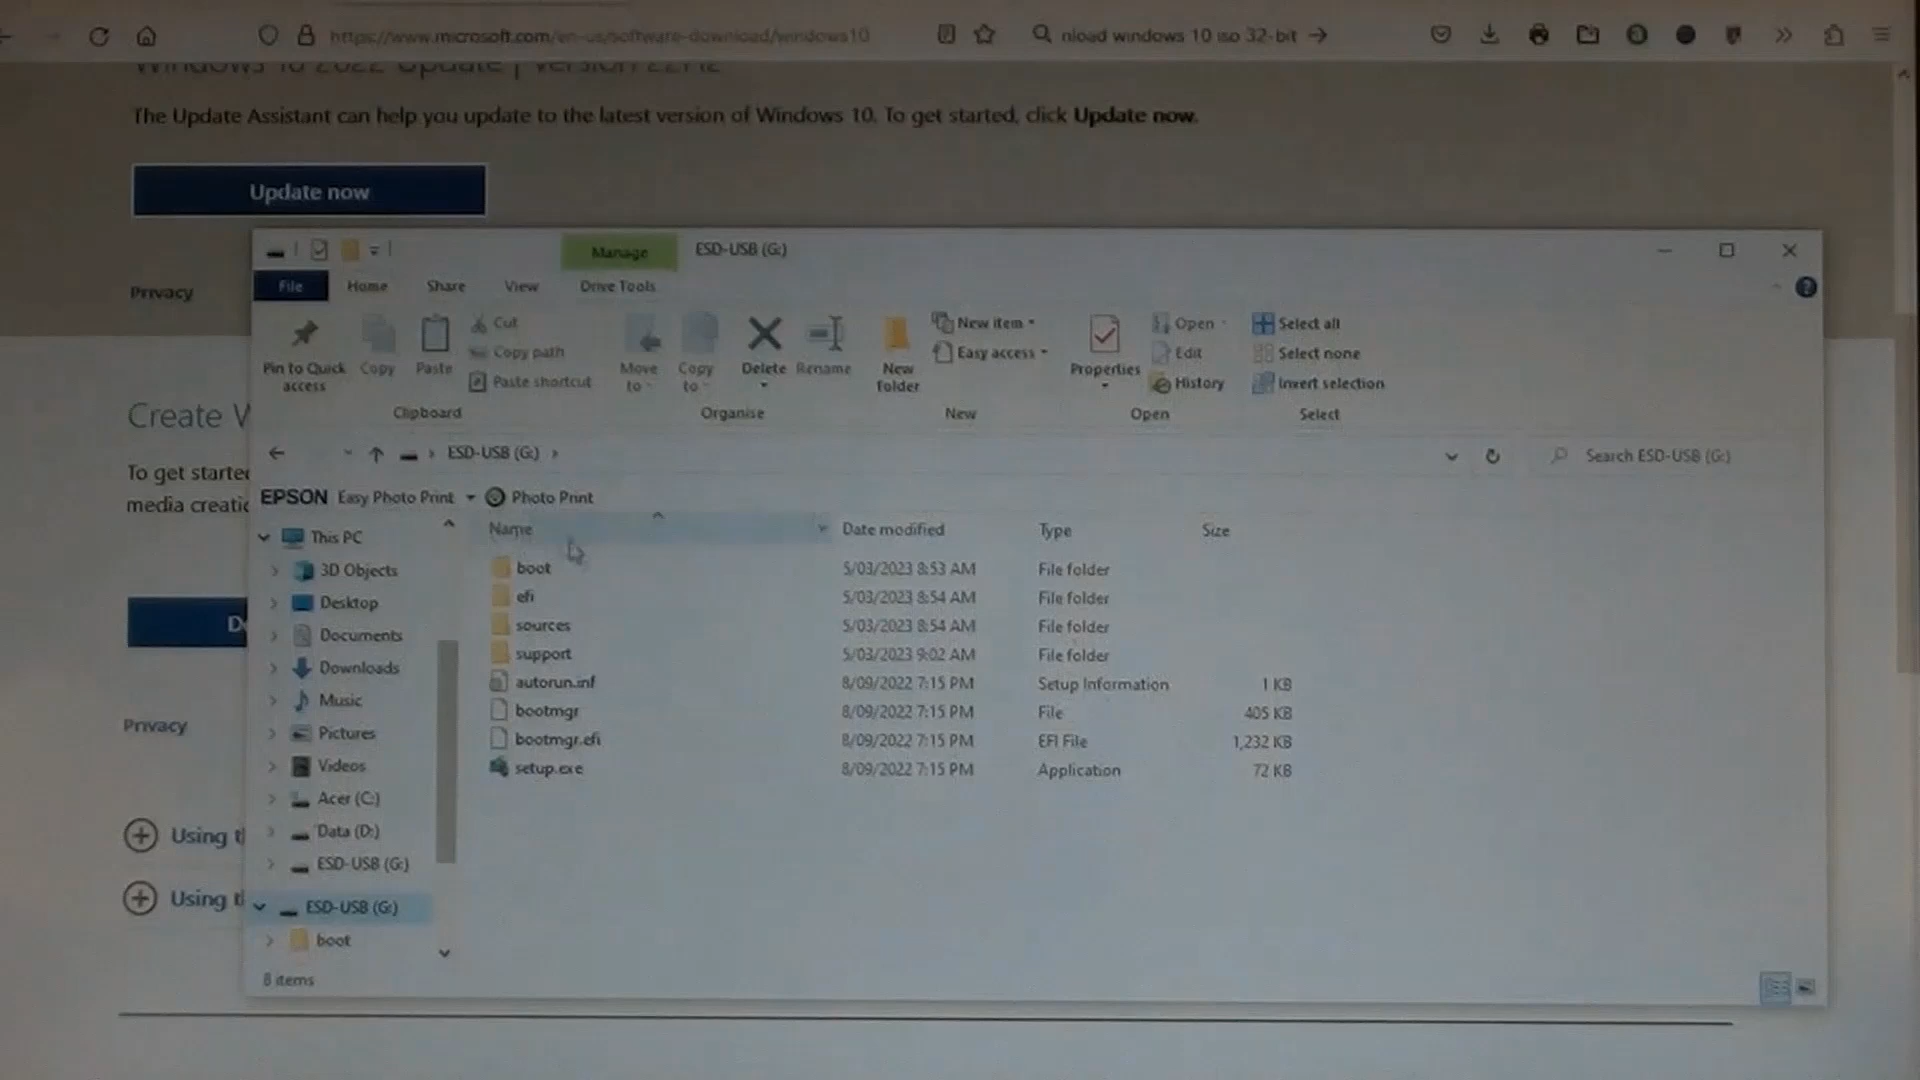 https://www.microsoft.com/en-us/software-download/windows10
nload windows 10 iso 32-bit
Windows 10 2022 Update | Version 22H2
The Update Assistant can help you update to the latest version of Windows 10. To get started, click Update now.
Update now
Privacy
Create W
To get started
media creatio
Privacy
Using t
Using t
Manage
ESD-USB (G:)
File
Home
Share
View
Drive Tools
Pin to Quick access
Copy
Paste
Cut
Copy path
Paste shortcut
Clipboard
Move to
Copy to
Delete
Rename
Organise
New folder
New item
Easy access
New
Properties
Open
Edit
History
Open
Select all
Select none
Invert selection
Select
ESD-USB (G:)
Search ESD-USB (G:)
EPSON Easy Photo Print
Photo Print
This PC
3D Objects
Desktop
Documents
Downloads
Music
Pictures
Videos
Acer (C:)
Data (D:)
ESD-USB (G:)
ESD-USB (G:)
boot
Name Date modified Type Size
boot 5/03/2023 8:53 AM File folder
efi 5/03/2023 8:54 AM File folder
sources 5/03/2023 8:54 AM File folder
support 5/03/2023 9:02 AM File folder
autorun.inf 8/09/2022 7:15 PM Setup Information 1 KB
bootmgr 8/09/2022 7:15 PM File 405 KB
bootmgr.efi 8/09/2022 7:15 PM EFI File 1,232 KB
setup.exe 8/09/2022 7:15 PM Application 72 KB
8 items